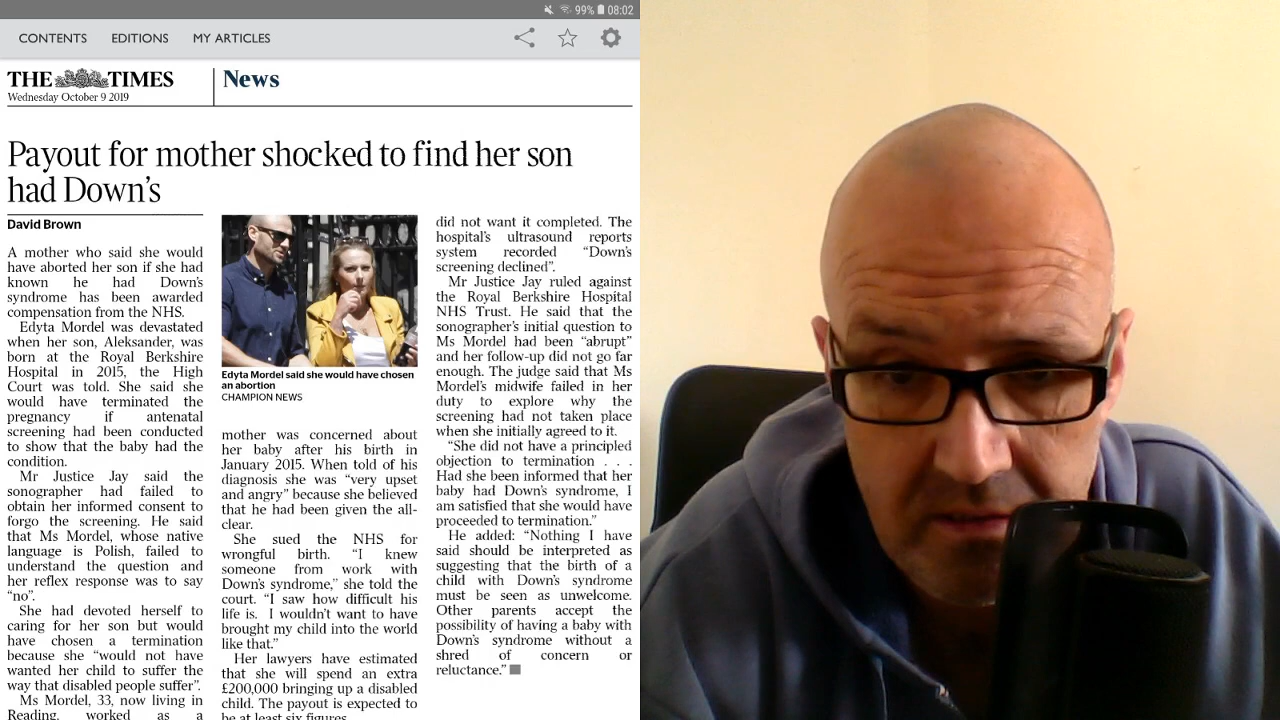 99% 08:02
CONTENTS EDITIONS MY ARTICLES
THE TIMES News
Wednesday October 9 2019
Payout for mother shocked to find her son
had Down's
David Brown
A mother who said she would
have aborted her son if she had
known he had Down's
syndrome has been awarded
compensation from the NHS.
Edyta Mordel was devastated
when her son, Aleksander, was
born at the Royal Berkshire
Hospital in 2015, the High
Court was told. She said she
would have terminated the
pregnancy if antenatal
screening had been conducted
to show that the baby had the
condition.
Mr Justice Jay said the
sonographer had failed to
obtain her informed consent to
forgo the screening. He said
that Ms Mordel, whose native
language is Polish, failed to
understand the question and
her reflex response was to say
“no”.
She had devoted herself to
caring for her son but would
have chosen a termination
because she “would not have
wanted her child to suffer the
way that disabled people suffer”.
Ms Mordel, 33, now living in
Reading, worked as a
Edyta Mordel said she would have chosen
an abortion
CHAMPION NEWS
mother was concerned about
her baby after his birth in
January 2015. When told of his
diagnosis she was “very upset
and angry” because she believed
that he had been given the all-
clear.
She sued the NHS for
wrongful birth. “I knew
someone from work with
Down's syndrome,” she told the
court. “I saw how difficult his
life is. I wouldn't want to have
brought my child into the world
like that.”
Her lawyers have estimated
that she will spend an extra
£200,000 bringing up a disabled
child. The payout is expected to
be at least six figures.
did not want it completed. The
hospital's ultrasound reports
system recorded “Down's
screening declined”.
Mr Justice Jay ruled against
the Royal Berkshire Hospital
NHS Trust. He said that the
sonographer's initial question to
Ms Mordel had been “abrupt”
and her follow-up did not go far
enough. The judge said that Ms
Mordel's midwife failed in her
duty to explore why the
screening had not taken place
when she initially agreed to it.
“She did not have a principled
objection to termination . . .
Had she been informed that her
baby had Down's syndrome, I
am satisfied that she would have
proceeded to termination.”
He added: “Nothing I have
said should be interpreted as
suggesting that the birth of a
child with Down's syndrome
must be seen as unwelcome.
Other parents accept the
possibility of having a baby with
Down's syndrome without a
shred of concern or
reluctance.”